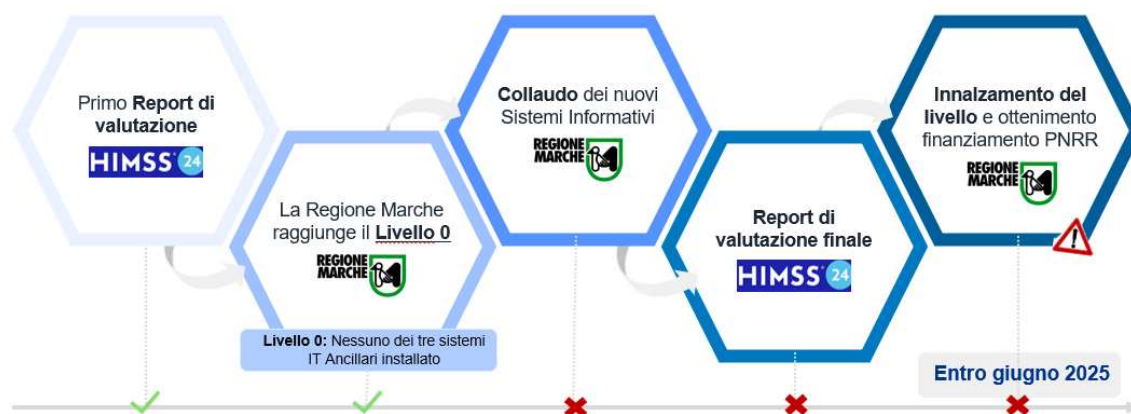 Primo Report di
valutazione
HIMSS 24
La Regione Marche
raggiunge il Livello 0
REGIONE
MARCHE
Livello 0: Nessuno dei tre sistemi
IT Ancillari installato
Collaudo dei nuovi
Sistemi Informativi
REGIONE
MARCHE
Report di
valutazione finale
HIMSS 24
Innalzamento del
livello e ottenimento
finanziamento PNRR
REGIONE
MARCHE
Entro giugno 2025